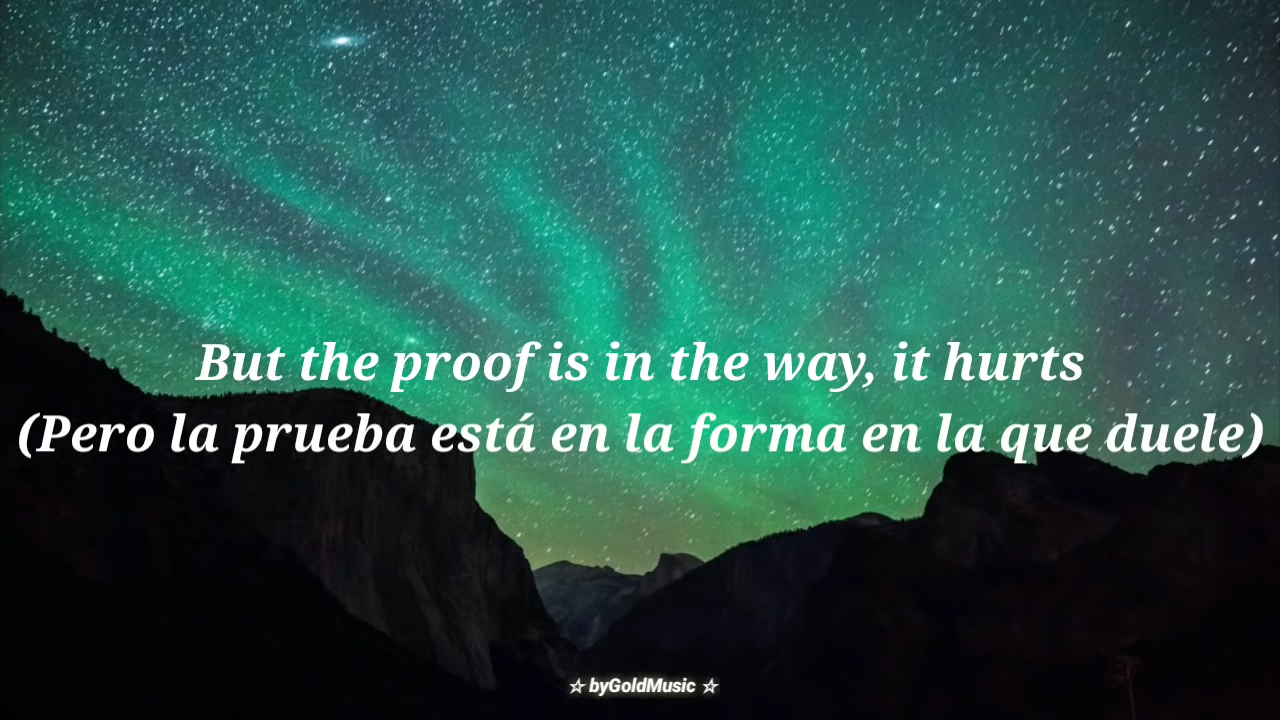 But the proof is in the way, it hurts
(Pero la prueba está en la forma en la que duele)
☆ byGoldMusic ☆